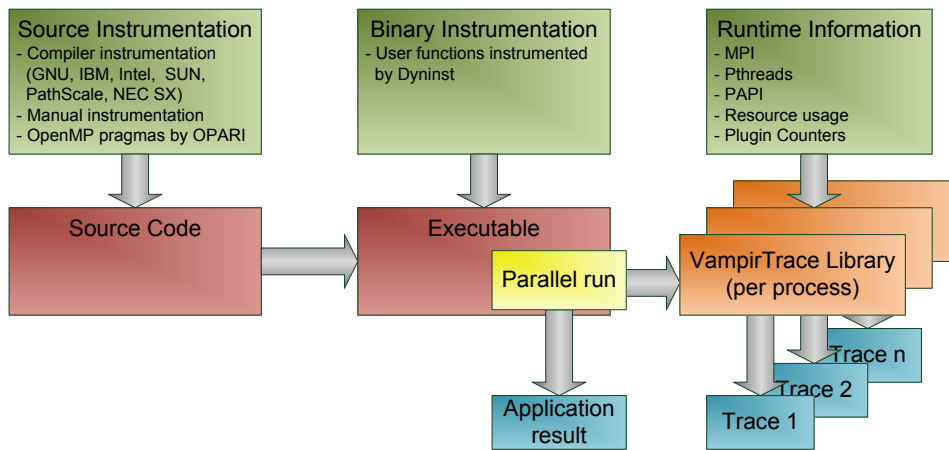 Source Instrumentation
- Compiler instrumentation
(GNU, IBM, Intel, SUN,
PathScale, NEC SX)
- Manual instrumentation
- OpenMP pragmas by OPARI
Binary Instrumentation
- User functions instrumented
by Dyninst
Runtime Information
- MPI
- Pthreads
- PAPI
- Resource usage
- Plugin Counters
Source Code
Executable
Parallel run
VampirTrace Library
(per process)
Application
result
Trace n
Trace 2
Trace 1